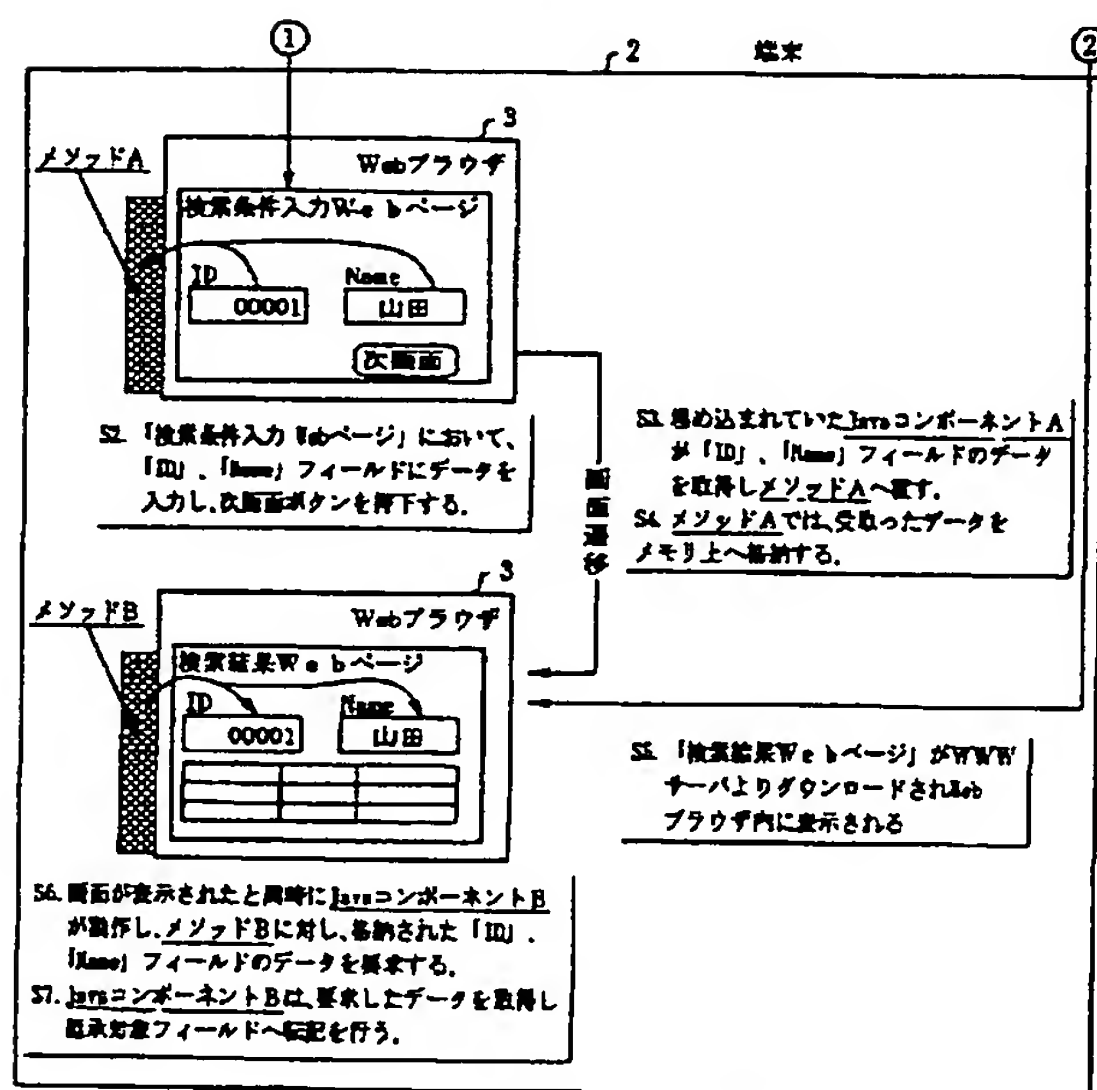 ①
2
端末
②
3
Webブラウザ
メソッドA
検索条件入力Webページ
ID
Name
00001
山田
次画面
S2. 「検索条件入力 Webページ」において、
「ID」、「Name」フィールドにデータを
入力し、次画面ボタンを押下する。
画面遷移
S3. 埋め込まれていたJavaコンポーネントA
が「ID」、「Name」フィールドのデータ
を取得しメソッドAへ渡す。
S4. メソッドAでは、受取ったデータを
メモリ上へ格納する。
3
Webブラウザ
メソッドB
検索結果Webページ
ID
Name
00001
山田
S5. 「検索結果Webページ」がWWW
サーバよりダウンロードされWeb
ブラウザ内に表示される
S6. 画面が表示されたと同時にJavaコンポーネントB
が動作し、メソッドBに対し、格納された「ID」、
「Name」フィールドのデータを要求する。
S7. JavaコンポーネントBは、要求したデータを取得し
継承対象フィールドへ転記を行う。